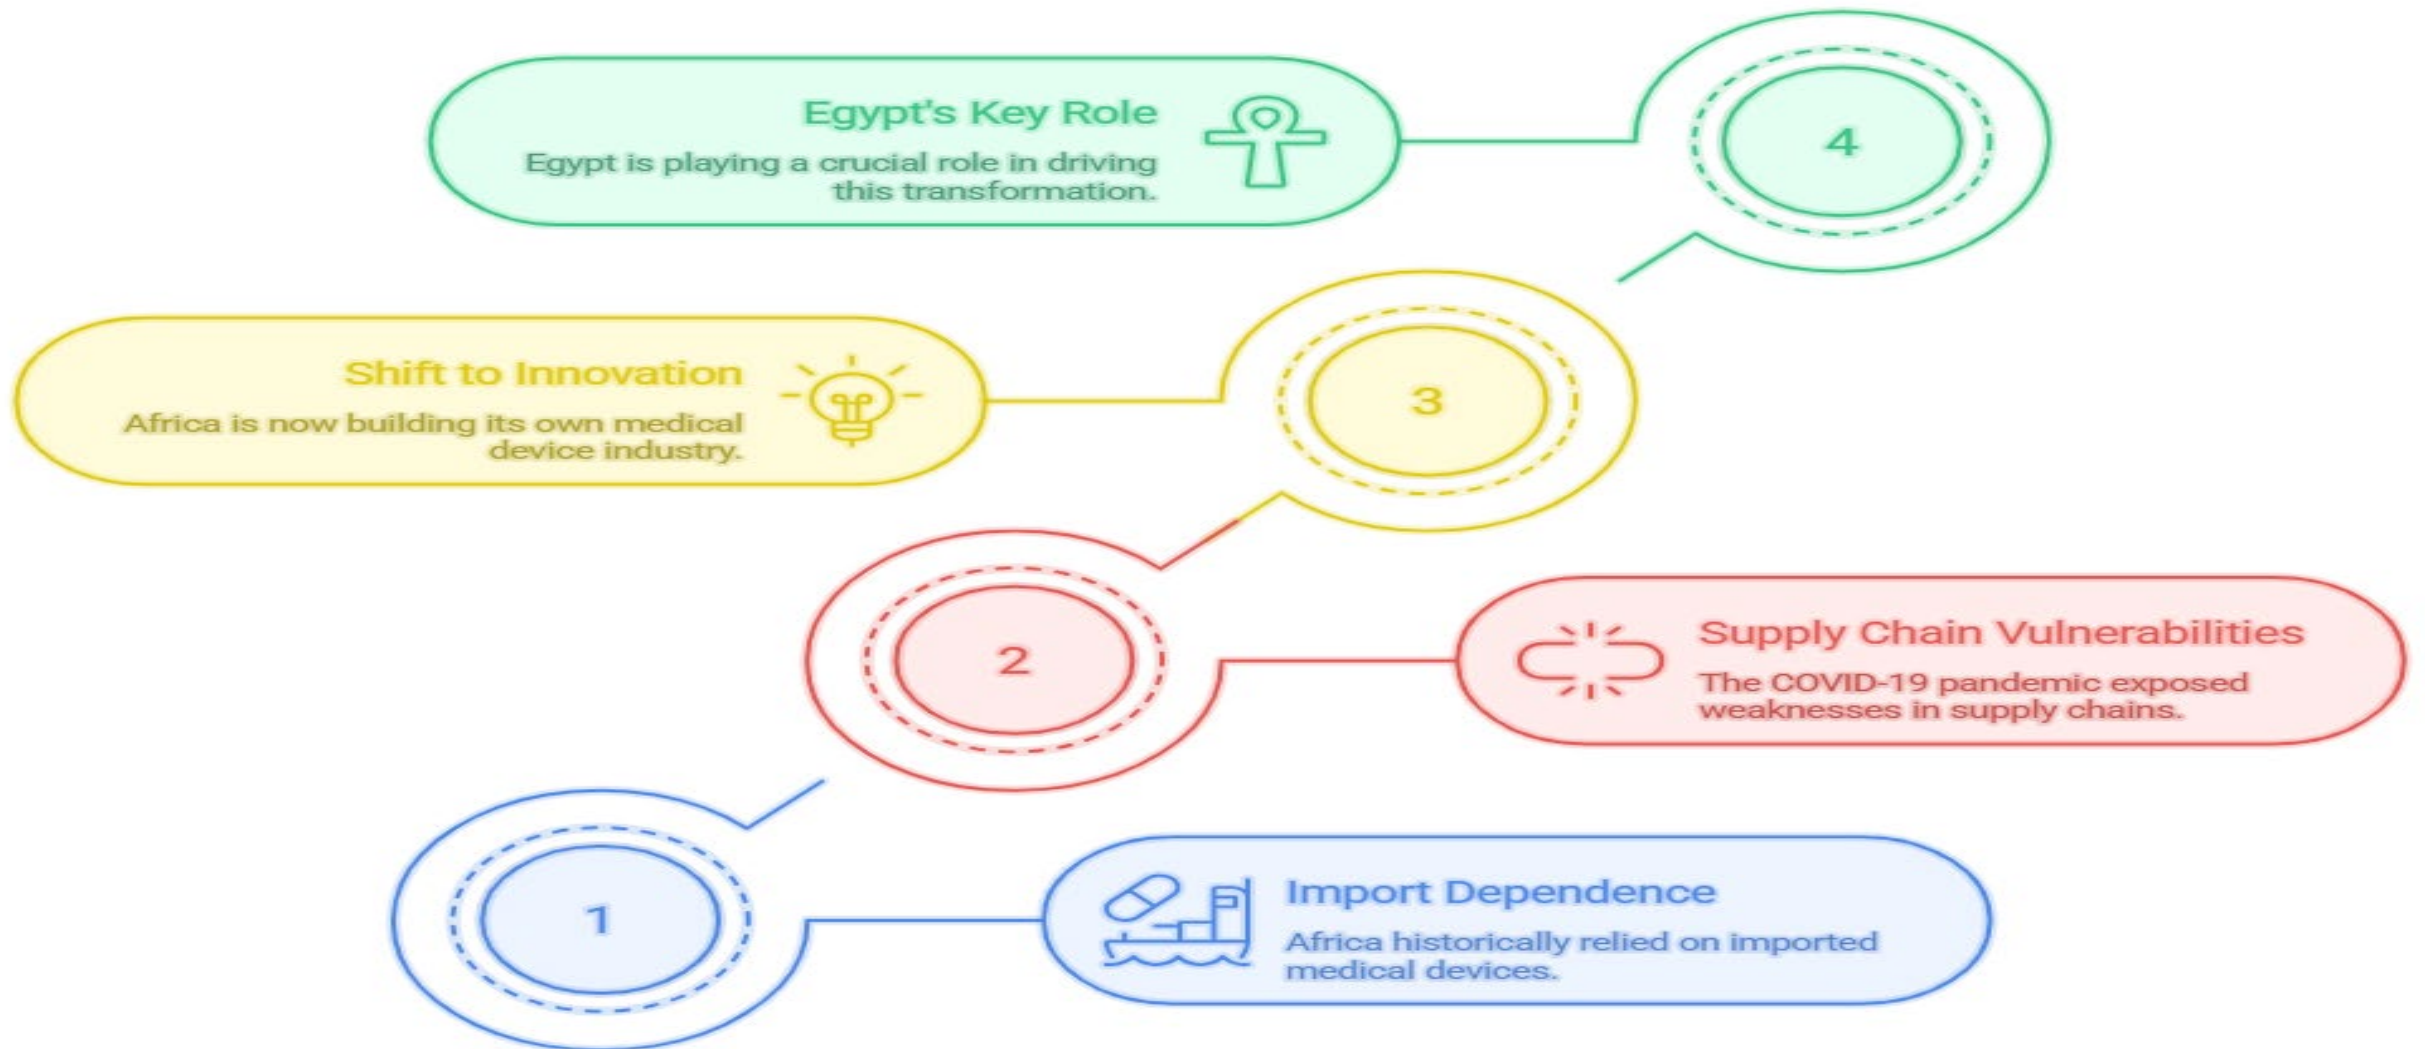 Egypt's Key Role
Egypt is playing a crucial role in driving
this transformation.
4
Shift to Innovation
Africa is now building its own medical
device industry.
3
2
Supply Chain Vulnerabilities
The COVID-19 pandemic exposed
weaknesses in supply chains.
1
Import Dependence
Africa historically relied on imported
medical devices.